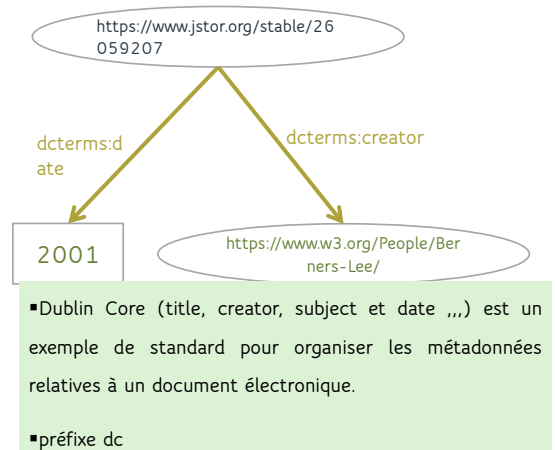 https://www.jstor.org/stable/26
059207
dcterms:d
ate
dcterms:creator
2001
https://www.w3.org/People/Ber
ners-Lee/
▪Dublin Core (title, creator, subject et date ,,,) est un
exemple de standard pour organiser les métadonnées
relatives à un document électronique.
▪préfixe dc